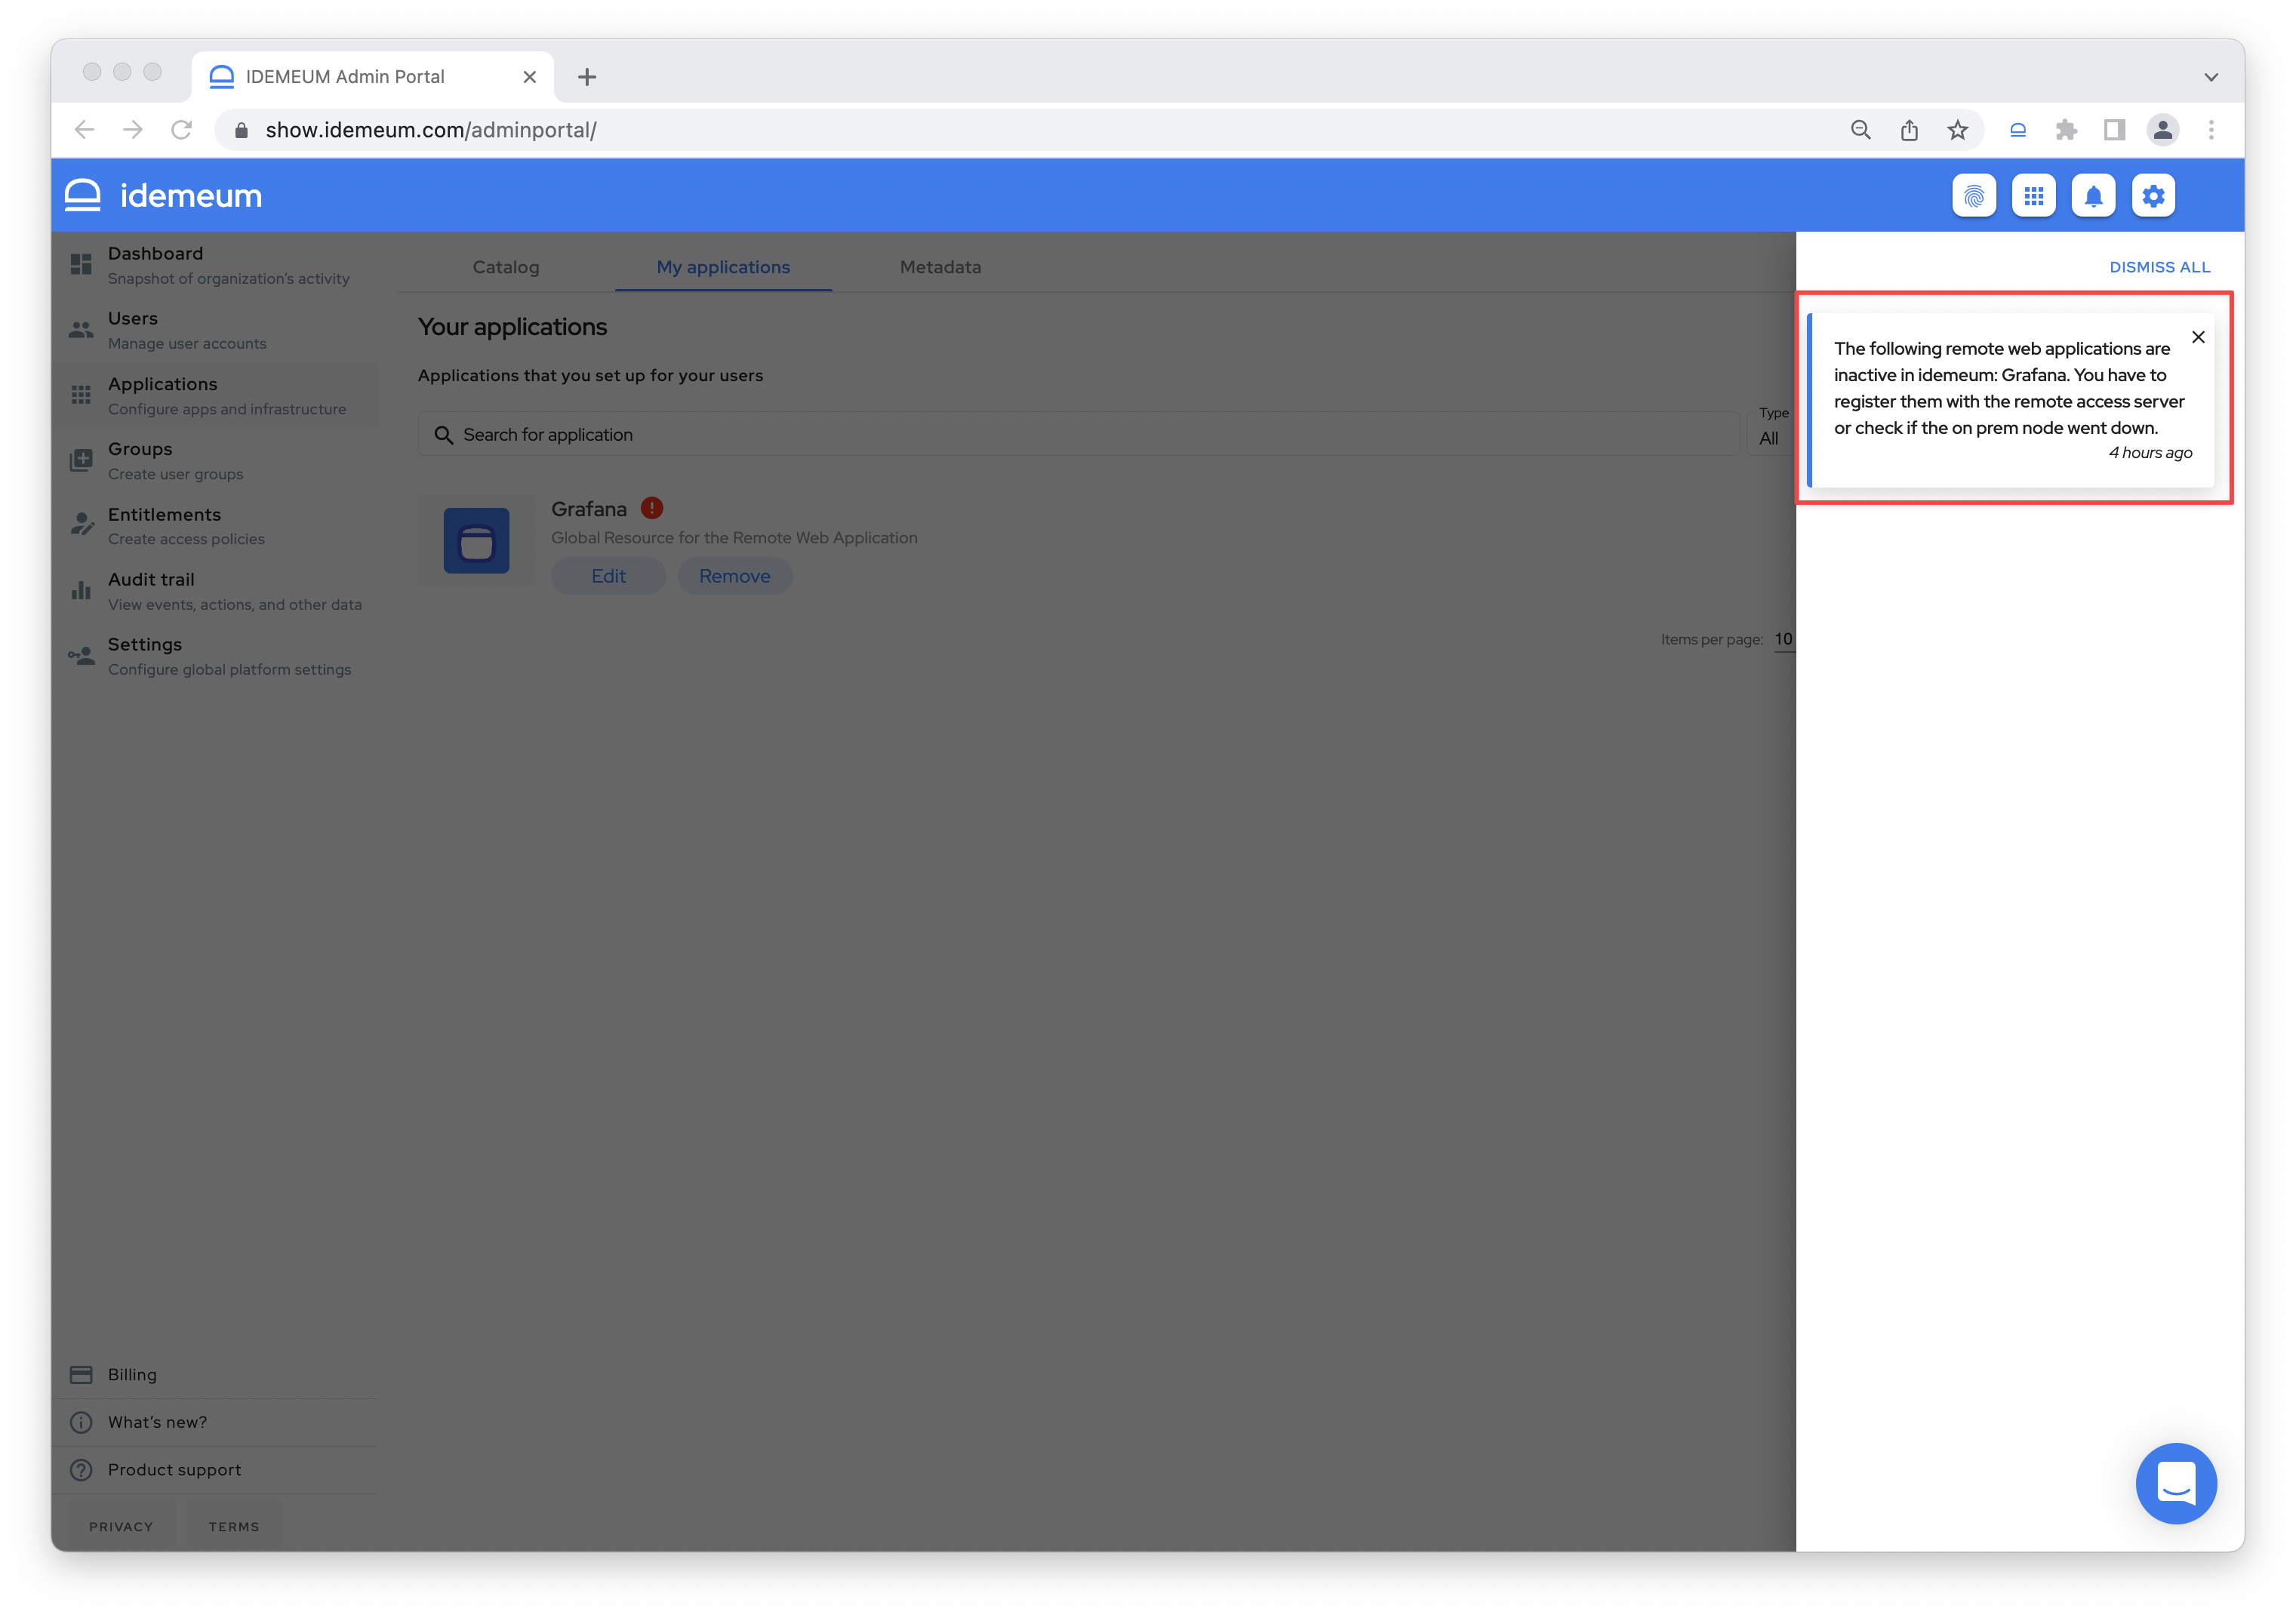 IDEMEUM Admin Portal
show.idemeum.com/adminportal/
idemeum
Dashboard
Snapshot of organization's activity
Users
Manage user accounts
Applications
Configure apps and infrastructure
Groups
Create user groups
Entitlements
Create access policies
Audit trail
View events, actions, and other data
Settings
Configure global platform settings
Billing
What's new?
Product support
PRIVACY TERMS
Catalog My applications Metadata
Your applications
Applications that you set up for your users
Search for application
Type
All
Grafana
Global Resource for the Remote Web Application
Edit Remove
Items per page: 10
DISMISS ALL
The following remote web applications are
inactive in idemeum: Grafana. You have to
register them with the remote access server
or check if the on prem node went down.
4 hours ago